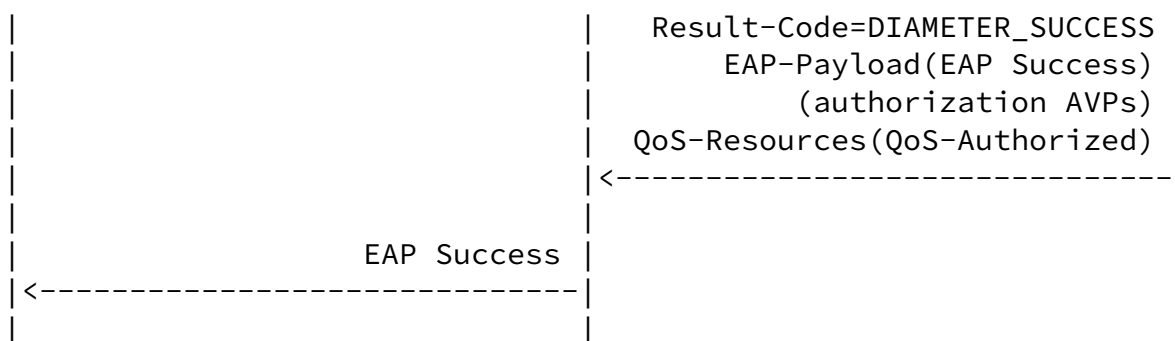 Result-Code=DIAMETER_SUCCESS
EAP-Payload(EAP Success)
(authorization AVPs)
QoS-Resources(QoS-Authorized)
EAP Success